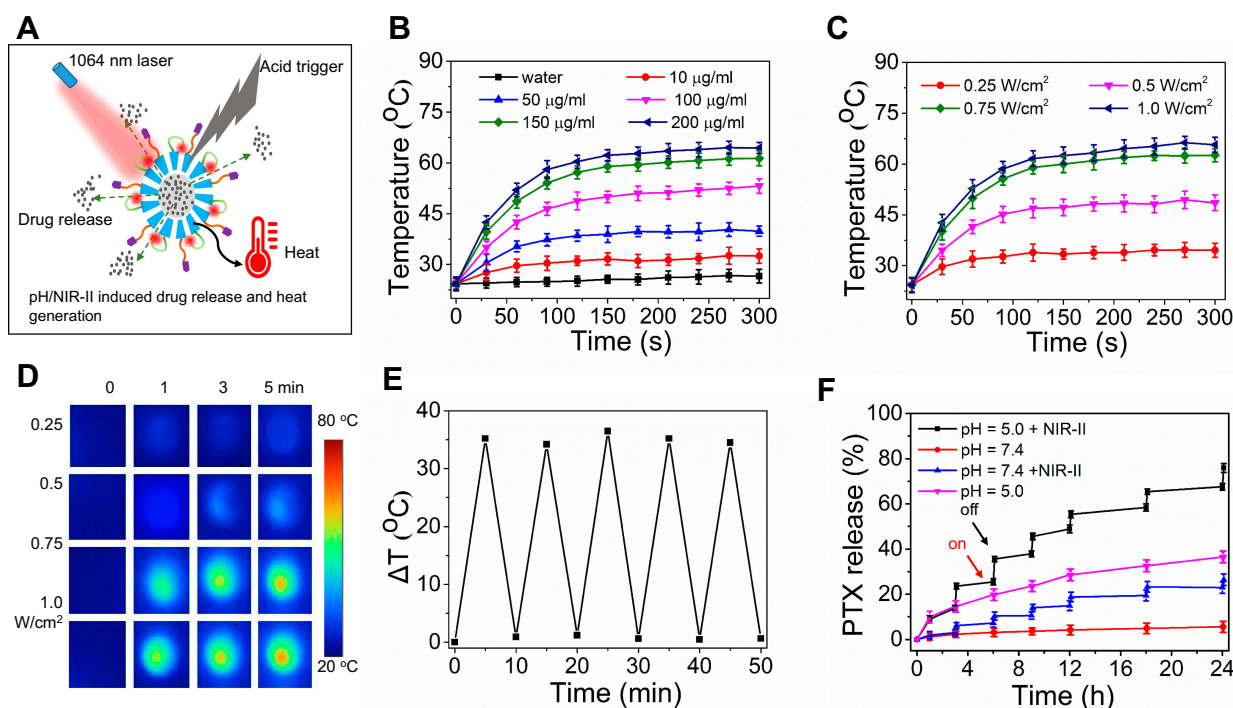 A
1064 nm laser
Acid trigger
Drug release
Heat
pH/NIR-II induced drug release and heat
generation
B
Temperature (ºC)
90
75
60
45
30
water
10 μg/ml
50 μg/ml
100 μg/ml
150 μg/ml
200 μg/ml
0 50 100 150 200 250 300
Time (s)
C
Temperature (ºC)
90
75
60
45
30
0.25 W/cm²
0.5 W/cm²
0.75 W/cm²
1.0 W/cm²
0 50 100 150 200 250 300
Time (s)
D
0 1 3 5 min
0.25
0.5
0.75
1.0
W/cm²
80 ºC
20 ºC
E
ΔT (ºC)
40
30
20
10
0
0 10 20 30 40 50
Time (min)
F
PTX release (%)
100
80
60
40
20
0
pH = 5.0 + NIR-II
pH = 7.4
pH = 7.4 +NIR-II
pH = 5.0
off
on
0 4 8 12 16 20 24
Time (h)